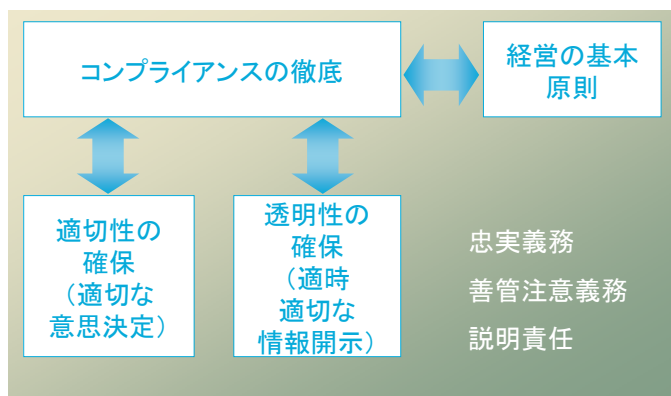 コンプライアンスの徹底
経営の基本
原則
適切性の
確保
（適切な
意思決定）
透明性の
確保
（適時
適切な
情報開示）
忠実義務
善管注意義務
説明責任